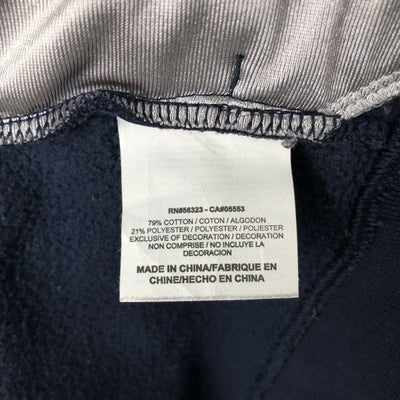 RN#56323 - CA#05553
79% COTTON / COTON / ALGODON
21% POLYESTER / POLYESTER / POLIESTER
EXCLUSIVE OF DECORATION / DECORATION
NON COMPRISE / NO INCLUYE LA
DECORACION
MADE IN CHINA/FABRIQUE EN
CHINE/HECHO EN CHINA